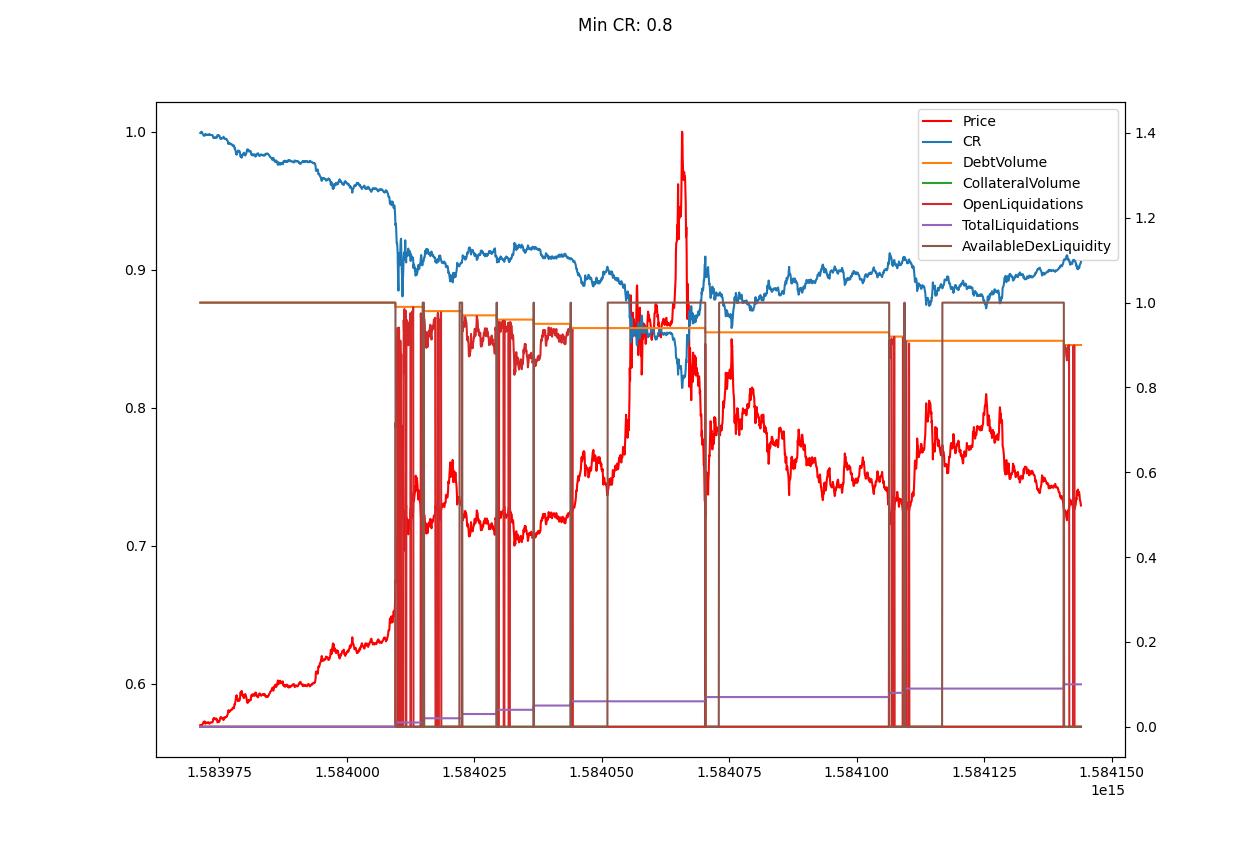 Min CR: 0.8
1.0
0.9
0.8
0.7
0.6
1.4
1.2
1.0
0.8
0.6
0.4
0.2
0.0
Price
CR
DebtVolume
CollateralVolume
OpenLiquidations
TotalLiquidations
AvailableDexLiquidity
1.583975 1.584000 1.584025 1.584050 1.584075 1.584100 1.584125 1.584150
1e15